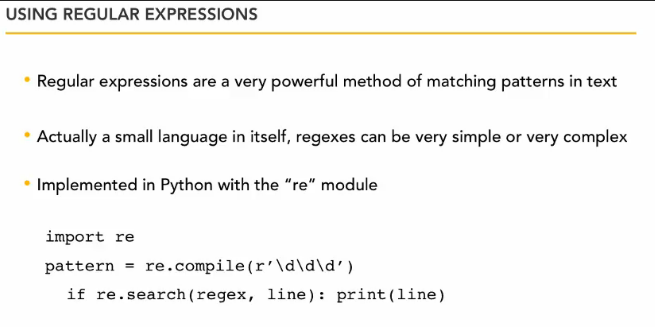 USING REGULAR EXPRESSIONS
• Regular expressions are a very powerful method of matching patterns in text
• Actually a small language in itself, regexes can be very simple or very complex
• Implemented in Python with the “re” module
import re
pattern = re.compile(r’\d\d\d’)
if re.search(regex, line): print(line)